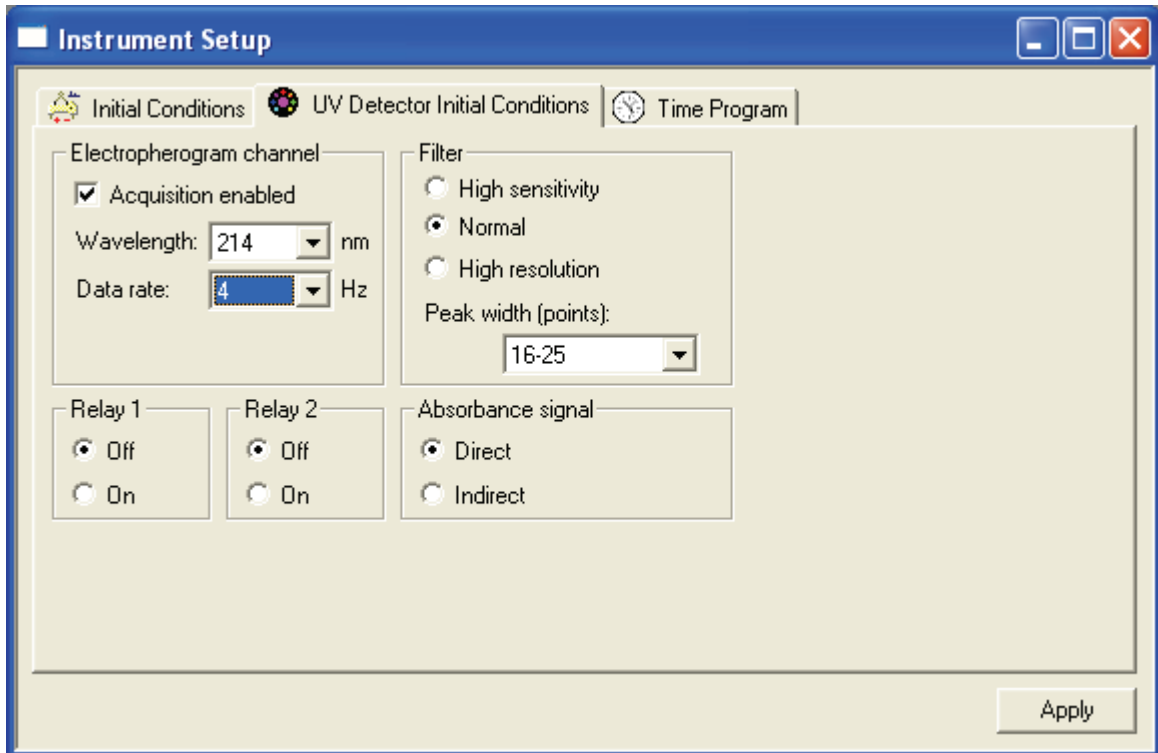 Instrument Setup
Initial Conditions
UV Detector Initial Conditions
Time Program
Electropherogram channel
Acquisition enabled
Wavelength: 214 nm
Data rate: 4 Hz
Filter
High sensitivity
Normal
High resolution
Peak width (points):
16-25
Relay 1
Off
On
Relay 2
Off
On
Absorbance signal
Direct
Indirect
Apply